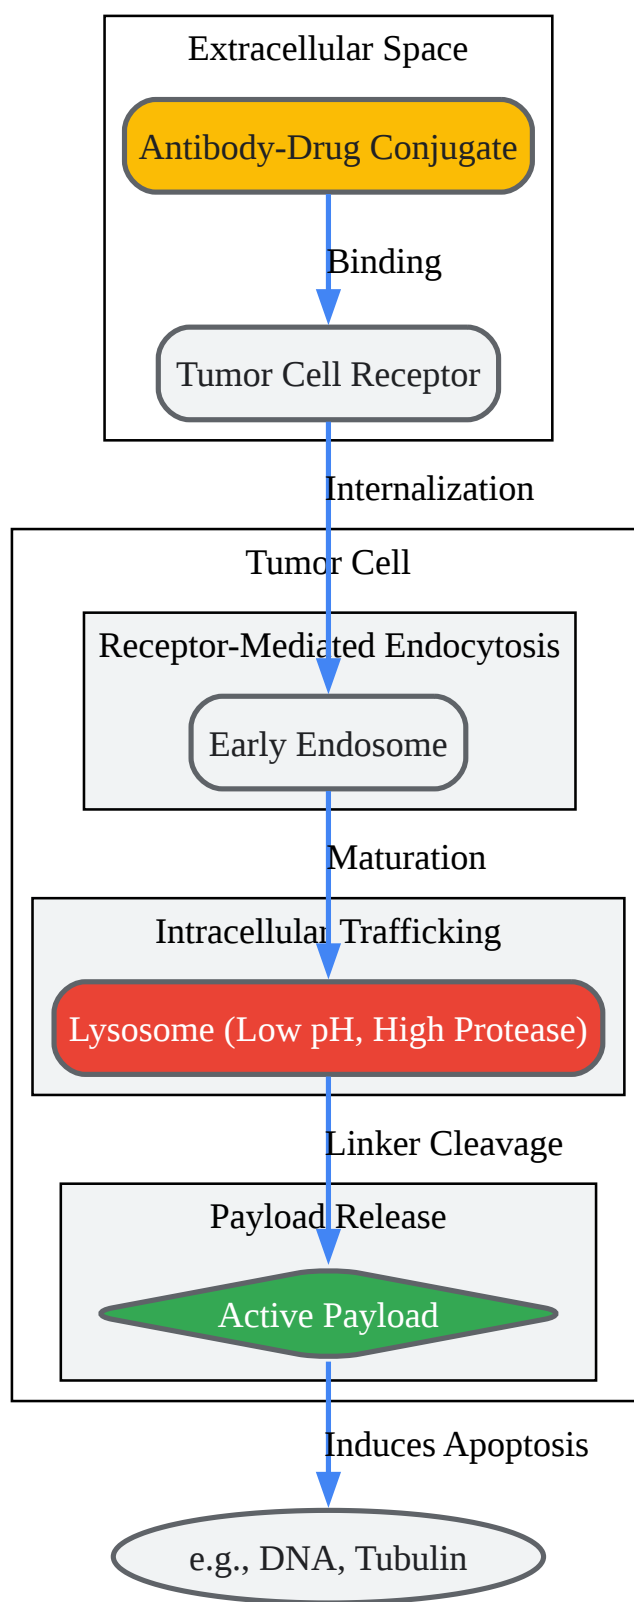 Extracellular Space
Antibody-Drug Conjugate
Binding
Tumor Cell Receptor
Internalization
Tumor Cell
Receptor-Mediated Endocytosis
Early Endosome
Maturation
Intracellular Trafficking
Lysosome (Low pH, High Protease)
Linker Cleavage
Payload Release
Active Payload
Induces Apoptosis
e.g., DNA, Tubulin